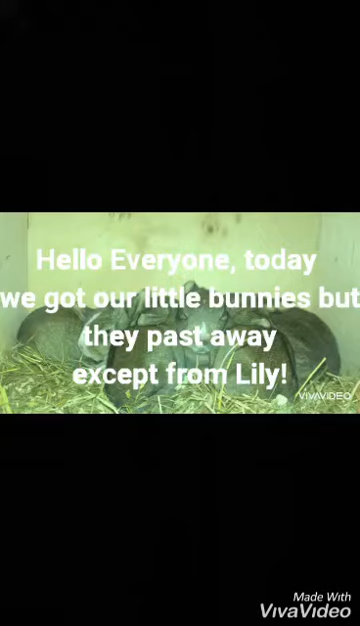 Hello Everyone, today
we got our little bunnies but
they past away
except from Lily!
VIVAVIDEO
Made With
VivaVideo